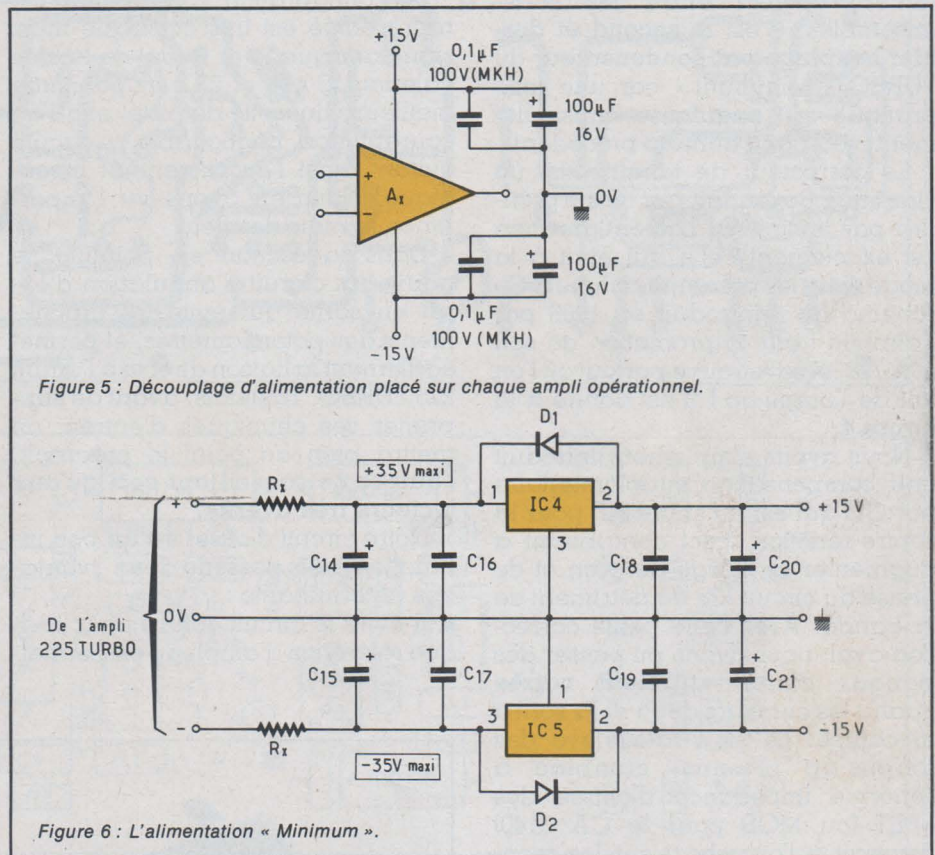 +15V
0,1µF
100V(MKH)
+
100µF
16V
+
Ax
−
0V
+
100µF
16V
0,1µF
100V (MKH)
−15V
Figure 5 : Découplage d'alimentation placé sur chaque ampli opérationnel.
D1
+ Rx
+35V maxi
1 IC4 2
3
+15V
C14 +
C16
C18
+ C20
0V
De l'ampli
225 TURBO
C15 +
T
C17
C19
+ C21
1
3 IC5 2
− Rx
−35V maxi
−15V
D2
Figure 6 : L'alimentation « Minimum ».